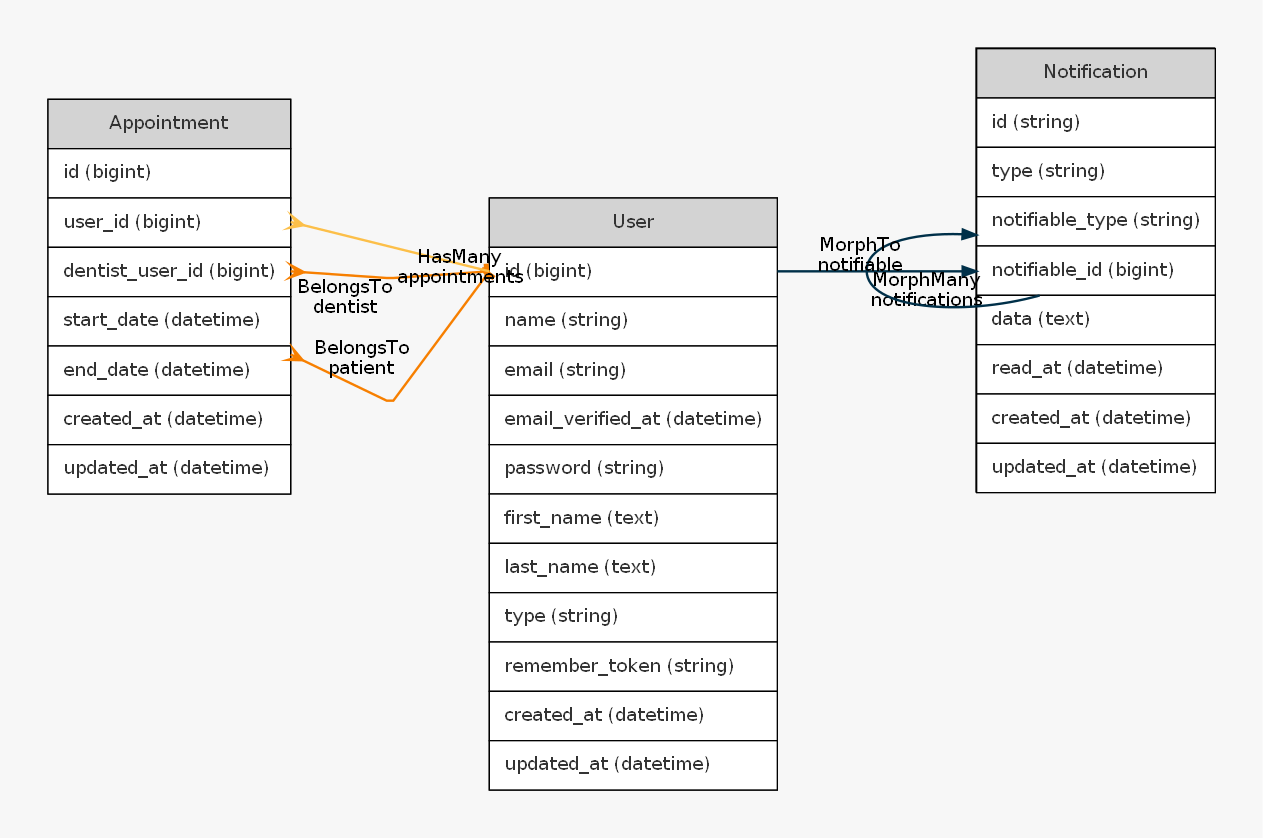 Appointment
id (bigint)
user_id (bigint)
dentist_user_id (bigint)
start_date (datetime)
end_date (datetime)
created_at (datetime)
updated_at (datetime)
HasMany
appointments
BelongsTo
dentist
BelongsTo
patient
User
id (bigint)
name (string)
email (string)
email_verified_at (datetime)
password (string)
first_name (text)
last_name (text)
type (string)
remember_token (string)
created_at (datetime)
updated_at (datetime)
MorphTo
notifiable
MorphMany
notifications
Notification
id (string)
type (string)
notifiable_type (string)
notifiable_id (bigint)
data (text)
read_at (datetime)
created_at (datetime)
updated_at (datetime)